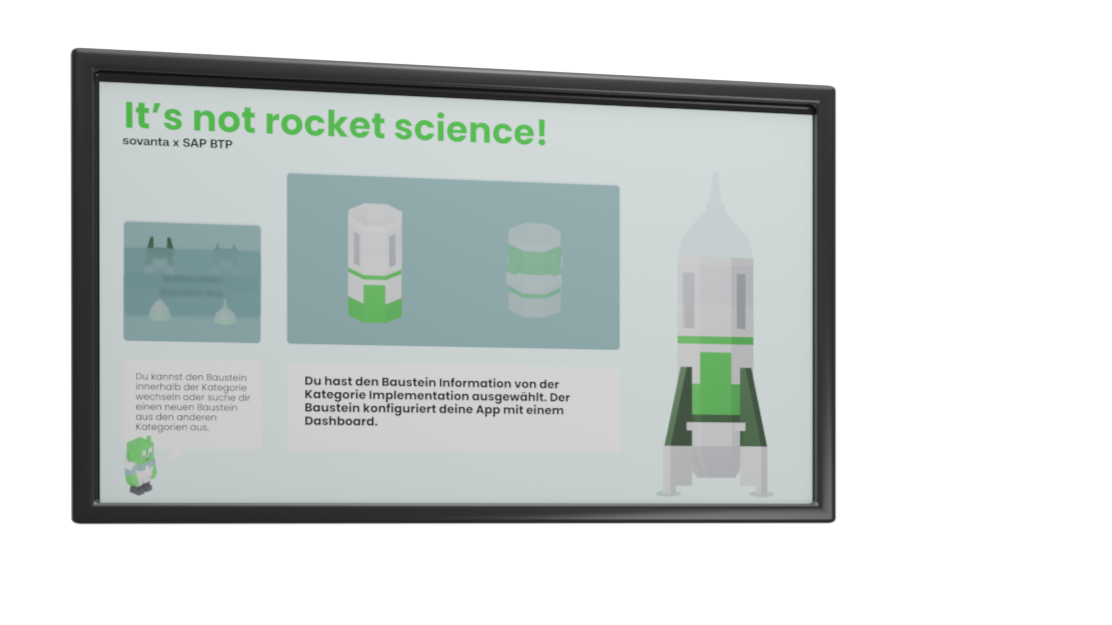 It's not rocket science!
sovanta x SAP BTP
Du kannst den Baustein
innerhalb der Kategorie
wechseln oder suche dir
einen neuen Baustein
aus den anderen
Kategorien aus.
Du hast den Baustein Information von der
Kategorie Implementation ausgewählt. Der
Baustein konfiguriert deine App mit einem
Dashboard.